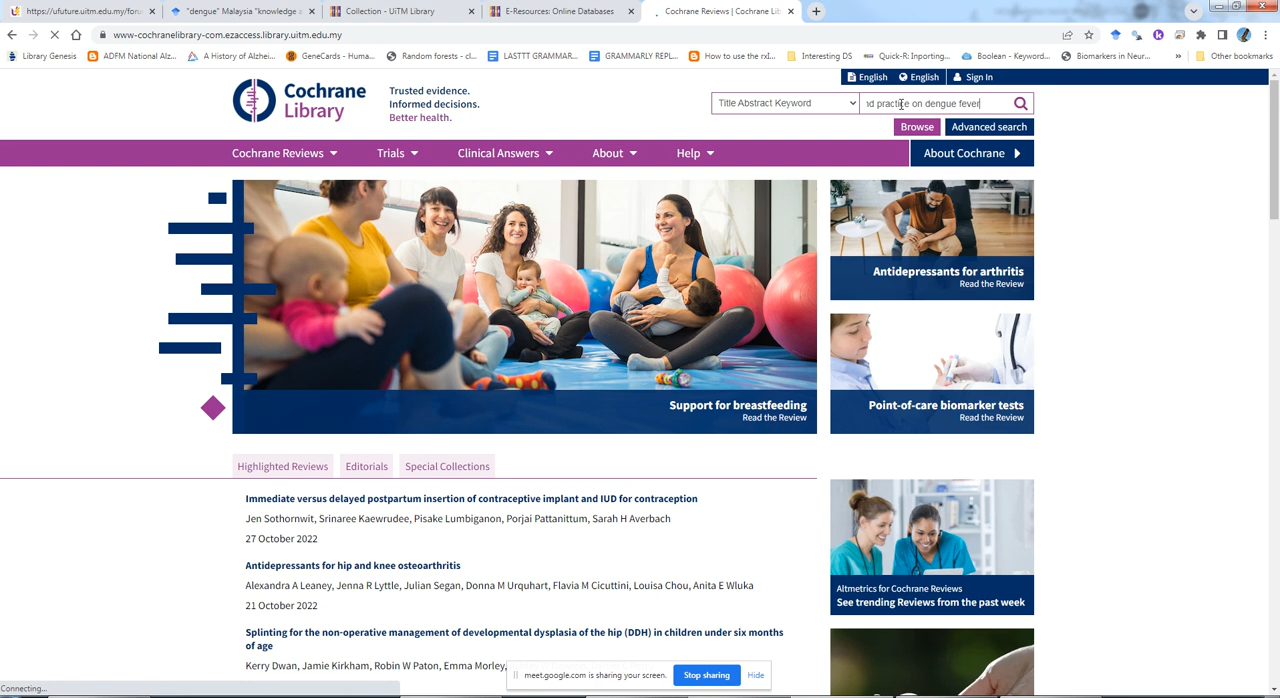 https://ufuture.uitm.edu.my/foru
"dengue" Malaysia "knowledge a
Collection - UiTM Library
E-Resources: Online Databases
Cochrane Reviews | Cochrane Lib
www-cochranelibrary-com.ezaccess.library.uitm.edu.my
Library Genesis
ADFM National Alz...
A History of Alzhei...
GeneCards - Huma...
Random forests - cl...
LASTTT GRAMMAR...
GRAMMARLY REPL...
How to use the rxl...
Interesting DS
Quick-R: Inporting...
Boolean - Keyword...
Biomarkers in Neur...
»
Other bookmarks
English
English
Sign In
Cochrane
Library
Trusted evidence.
Informed decisions.
Better health.
Title Abstract Keyword
nd practice on dengue fever
Browse
Advanced search
Cochrane Reviews
Trials
Clinical Answers
About
Help
About Cochrane
Support for breastfeeding
Read the Review
Antidepressants for arthritis
Read the Review
Point-of-care biomarker tests
Read the Review
Highlighted Reviews
Editorials
Special Collections
Immediate versus delayed postpartum insertion of contraceptive implant and IUD for contraception
Jen Sothornwit, Srinaree Kaewrudee, Pisake Lumbiganon, Porjai Pattanittum, Sarah H Averbach
27 October 2022
Antidepressants for hip and knee osteoarthritis
Alexandra A Leaney, Jenna R Lyttle, Julian Segan, Donna M Urquhart, Flavia M Cicuttini, Louisa Chou, Anita E Wluka
21 October 2022
Splinting for the non-operative management of developmental dysplasia of the hip (DDH) in children under six months
of age
Kerry Dwan, Jamie Kirkham, Robin W Paton, Emma Morley,
Altmetrics for Cochrane Reviews
See trending Reviews from the past week
meet.google.com is sharing your screen.
Stop sharing
Hide
Connecting...